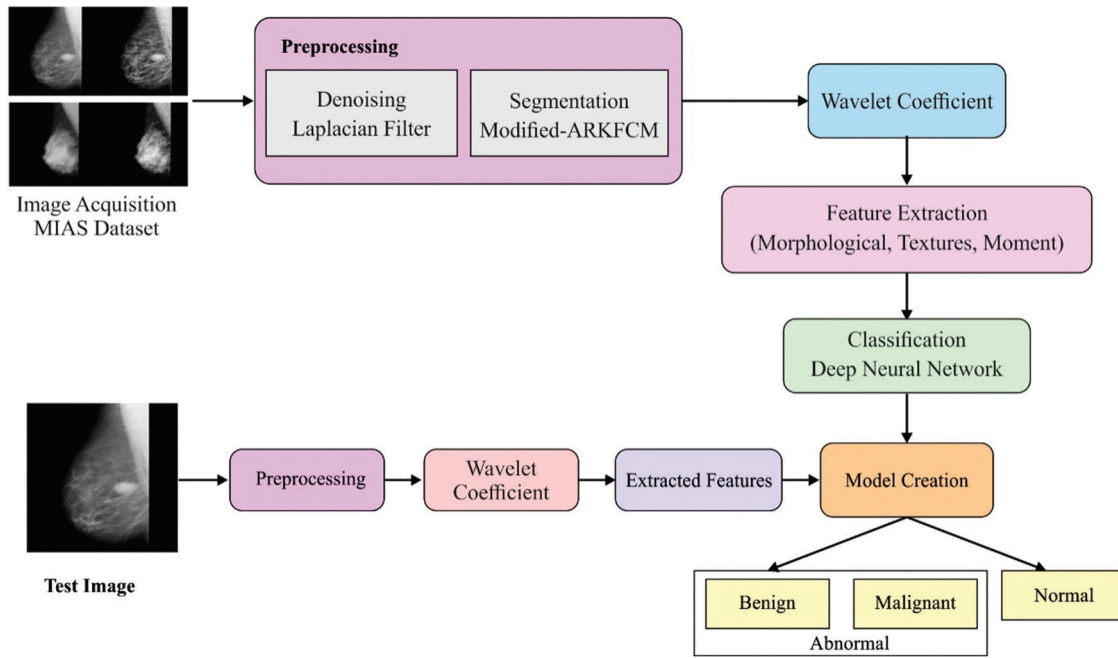 Preprocessing
Denoising
Laplacian Filter
Segmentation
Modified-ARKFCM
Wavelet Coefficient
Image Acquisition
MIAS Dataset
Feature Extraction
(Morphological, Textures, Moment)
Classification
Deep Neural Network
Preprocessing
Wavelet
Coefficient
Extracted Features
Model Creation
Test Image
Benign
Malignant
Abnormal
Normal